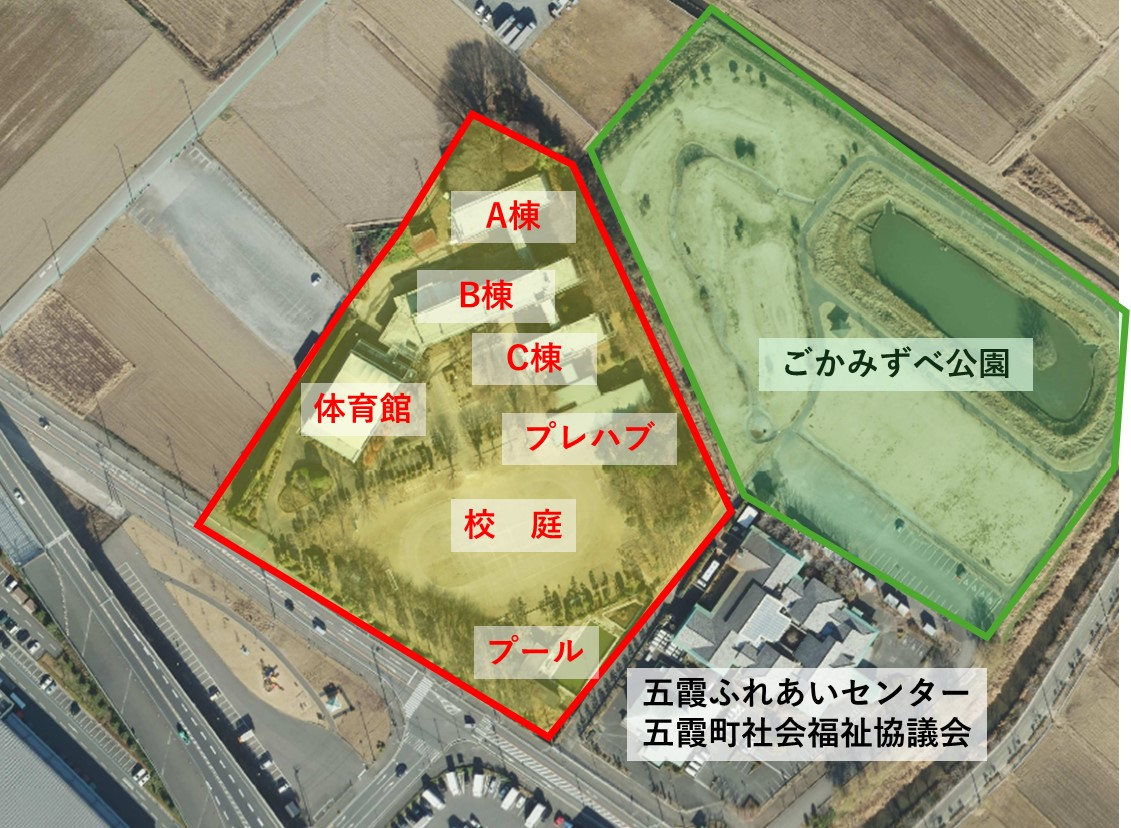 A棟
B棟
C棟
体育館
プレハブ
校　庭
プール
ごかみずべ公園
五霞ふれあいセンター
五霞町社会福祉協議会